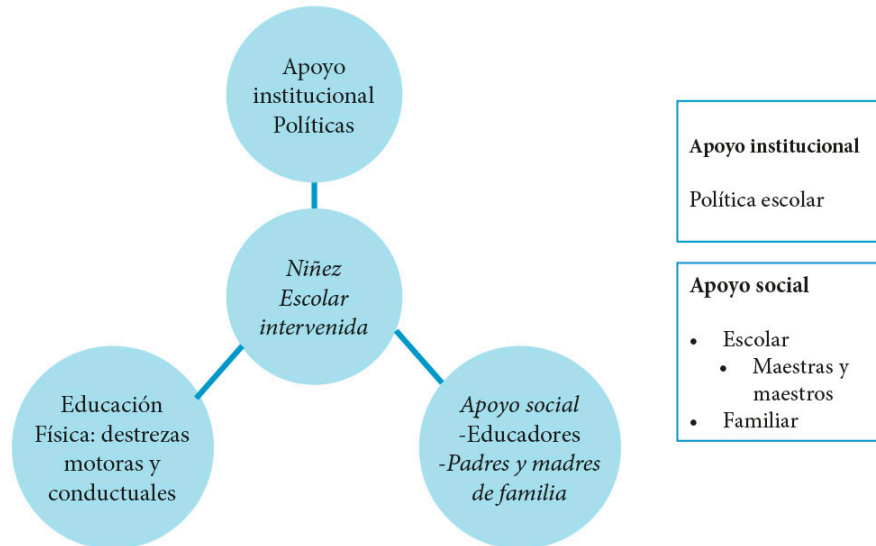 Apoyo
institucional
Políticas
Niñez
Escolar
intervenida
Educación
Física: destrezas
motoras y
conductuales
Apoyo social
-Educadores
-Padres y madres
de familia
Apoyo institucional
Política escolar
Apoyo social
• Escolar
• Maestras y
maestros
• Familiar